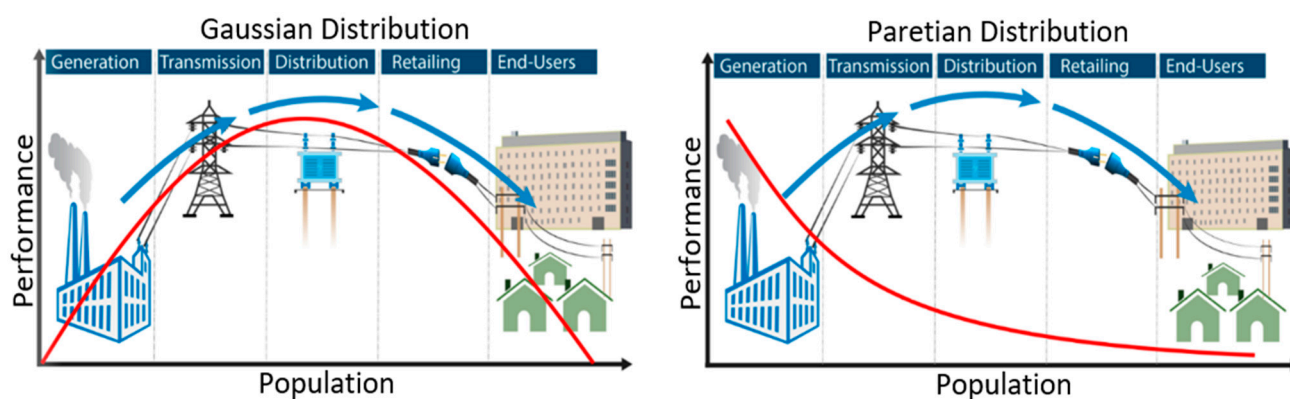 Gaussian Distribution
Generation Transmission Distribution Retailing End-Users
Performance
Population
Paretian Distribution
Generation Transmission Distribution Retailing End-Users
Performance
Population